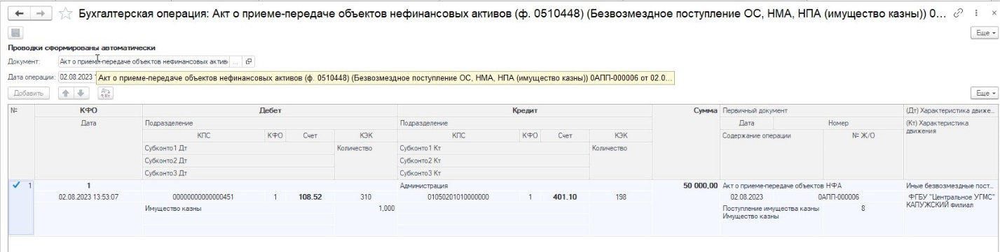 Бухгалтерская операция: Акт о приеме-передаче объектов нефинансовых активов (ф. 0510448) (Безвозмездное поступление ОС, НМА, НПА (имущество казны)) 0...
Еще
Проводки сформированы автоматически
Документ: Акт о приеме-передаче объектов нефинансовых актив ...
Дата операции: 02.08.2023 Акт о приеме-передаче объектов нефинансовых активов (ф. 0510448) (Безвозмездное поступление ОС, НМА, НПА (имущество казны)) 0АПП-000006 от 02.0...
Добавить Дт Кт Еще
№ КФО Дебет Кредит Сумма Первичный документ (Дт) Характеристика движе...
Дата Подразделение Подразделение Дата Номер (Кт) Характеристика движения
КПС КФО Счет КЭК КПС КФО Счет КЭК Содержание операции № Ж/О
Субконто1 Дт Количество Субконто1 Кт Количество
Субконто2 Дт Субконто2 Кт
Субконто3 Дт Субконто3 Кт
1 1 Администрация 50 000,00 Акт о приеме-передаче объектов НФА Иные безвозмездные пост...
02.08.2023 13:53:07 00000000000000451 1 108.52 310 01050201010000000 1 401.10 198 02.08.2023 0АПП-000006 ФГБУ "Центральное УГМС"
Имущество казны 1,000 Поступление имущества казны 8 КАЛУЖСКИЙ филиал
Имущество казны